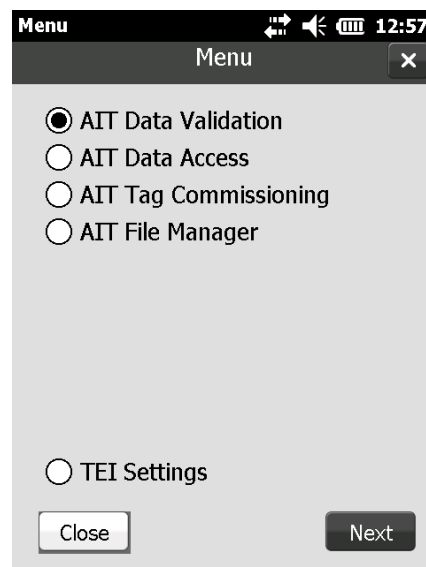 Menu 12:57
Menu
AIT Data Validation
AIT Data Access
AIT Tag Commissioning
AIT File Manager
TEI Settings
Close Next